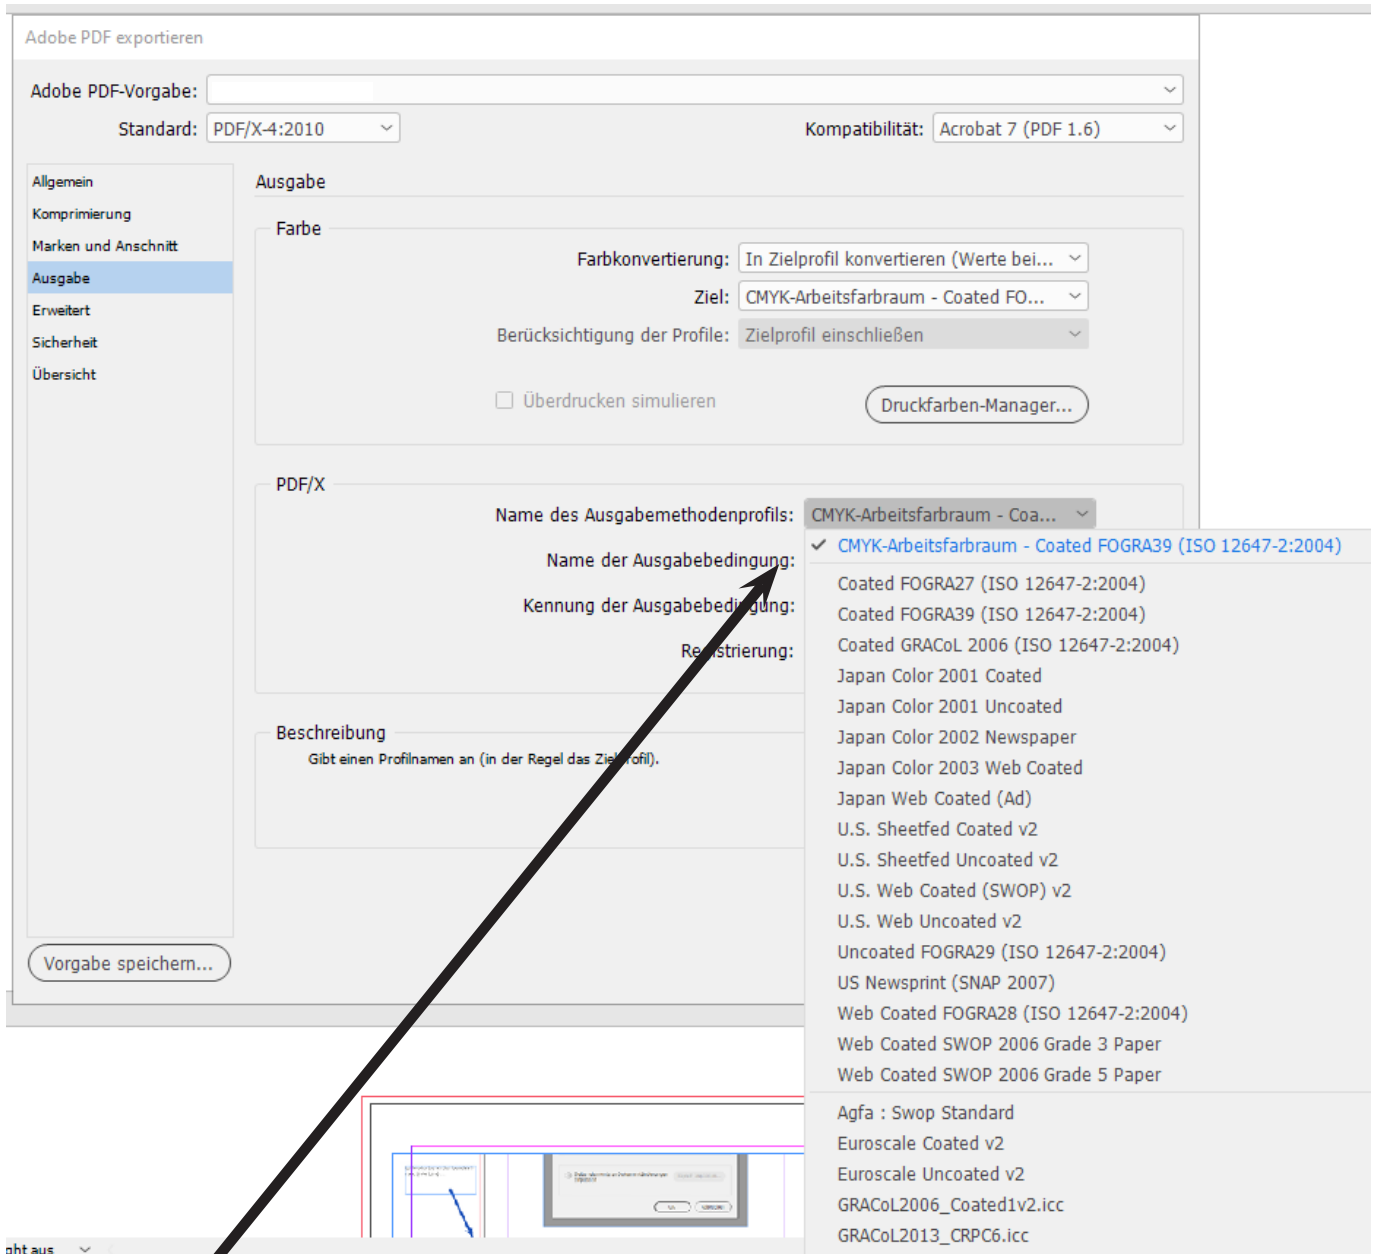 Adobe PDF exportieren
Adobe PDF-Vorgabe:
Standard: PDF/X-4:2010 Kompatibilität: Acrobat 7 (PDF 1.6)
Allgemein
Komprimierung
Marken und Anschnitt
Ausgabe
Erweitert
Sicherheit
Übersicht
Vorgabe speichern...
Ausgabe
Farbe
Farbkonvertierung: In Zielprofil konvertieren (Werte bei...
Ziel: CMYK-Arbeitsfarbraum - Coated FO...
Berücksichtigung der Profile: Zielprofil einschließen
Überdrucken simulieren Druckfarben-Manager...
PDF/X
Name des Ausgabemethodenprofils: CMYK-Arbeitsfarbraum - Coa...
Name der Ausgabebedingung:
Kennung der Ausgabebedingung:
Registrierung:
Beschreibung
Gibt einen Profilnamen an (in der Regel das Zielprofil).
CMYK-Arbeitsfarbraum - Coated FOGRA39 (ISO 12647-2:2004)
Coated FOGRA27 (ISO 12647-2:2004)
Coated FOGRA39 (ISO 12647-2:2004)
Coated GRACoL 2006 (ISO 12647-2:2004)
Japan Color 2001 Coated
Japan Color 2001 Uncoated
Japan Color 2002 Newspaper
Japan Color 2003 Web Coated
Japan Web Coated (Ad)
U.S. Sheetfed Coated v2
U.S. Sheetfed Uncoated v2
U.S. Web Coated (SWOP) v2
U.S. Web Uncoated v2
Uncoated FOGRA29 (ISO 12647-2:2004)
US Newsprint (SNAP 2007)
Web Coated FOGRA28 (ISO 12647-2:2004)
Web Coated SWOP 2006 Grade 3 Paper
Web Coated SWOP 2006 Grade 5 Paper
Agfa : Swop Standard
Euroscale Coated v2
Euroscale Uncoated v2
GRACoL2006_Coated1v2.icc
GRACoL2013_CRPC6.icc
ght aus